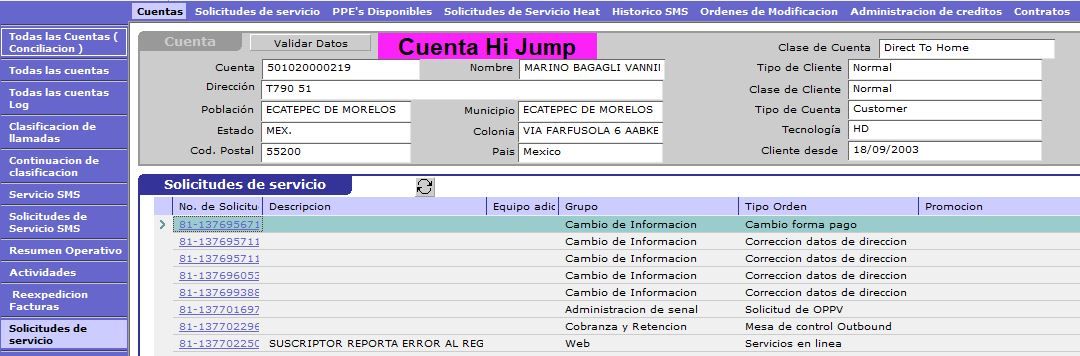 Cuentas Solicitudes de servicio PPE's Disponibles Solicitudes de Servicio Heat Historico SMS Ordenes de Modificacion Administracion de creditos Contratos
Todas las Cuentas (
Conciliacion )
Todas las cuentas
Todas las cuentas
Log
Clasificacion de
llamadas
Continuacion de
clasificacion
Servicio SMS
Solicitudes de
Servicio SMS
Resumen Operativo
Actividades
Reexpedicion
Facturas
Solicitudes de
servicio
Cuenta Validar Datos Cuenta Hi Jump Clase de Cuenta Direct To Home
Cuenta 501020000219 Nombre MARINO BAGAGLI VANNI Tipo de Cliente Normal
Dirección T790 51 Clase de Cliente Normal
Población ECATEPEC DE MORELOS Municipio ECATEPEC DE MORELOS Tipo de Cuenta Customer
Estado MEX. Colonia VIA FARFUSOLA 6 AABKE Tecnología HD
Cod. Postal 55200 Pais Mexico Cliente desde 18/09/2003
Solicitudes de servicio
No. de Solicitu Descripcion Equipo adic Grupo Tipo Orden Promocion
81-137695671 Cambio de Informacion Cambio forma pago
81-137695711 Cambio de Informacion Correccion datos de direccion
81-137695711 Cambio de Informacion Correccion datos de direccion
81-137696053 Cambio de Informacion Correccion datos de direccion
81-137699388 Cambio de Informacion Correccion datos de direccion
81-137701697 Administracion de senal Solicitud de OPPV
81-137702296 Cobranza y Retencion Mesa de control Outbound
81-137702250 SUSCRIPTOR REPORTA ERROR AL REG Web Servicios en linea